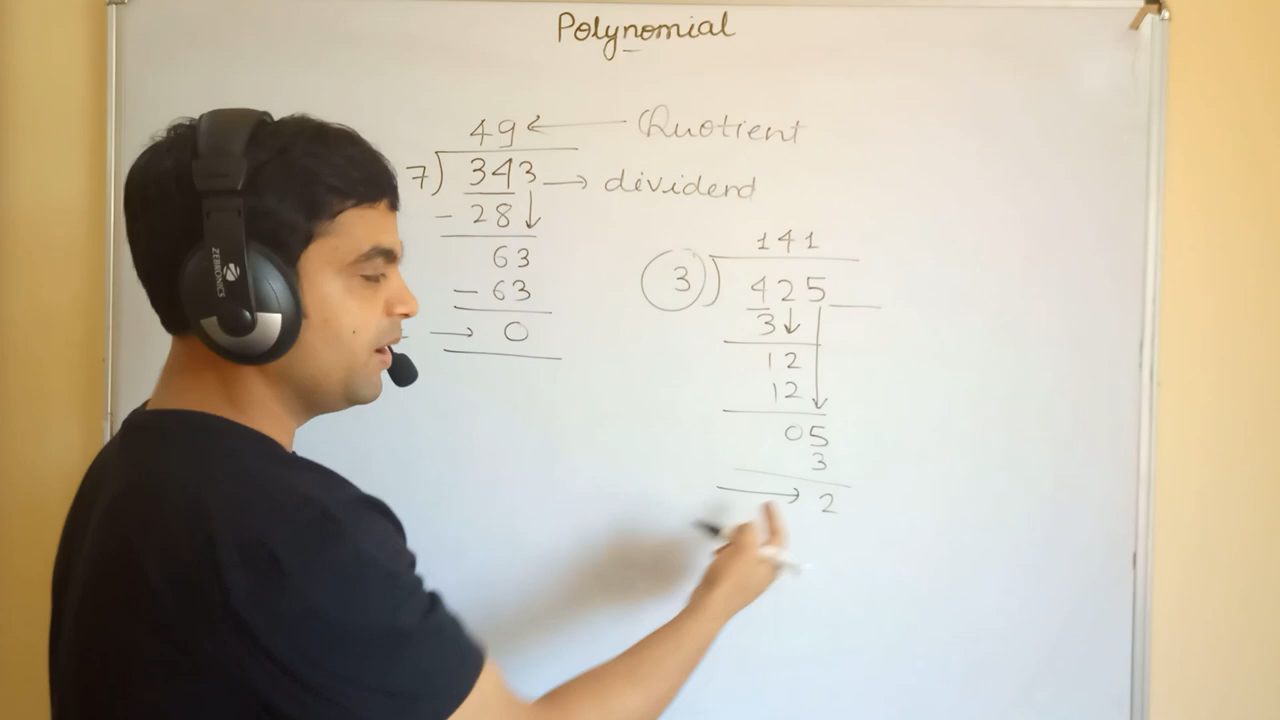 Polynomial
49 ← Quotient
7) 343 → dividend
- 28 ↓
63
- 63
→ 0
141
3) 425
3 ↓
12
12
05
3
→ 2
ZEBRONICS